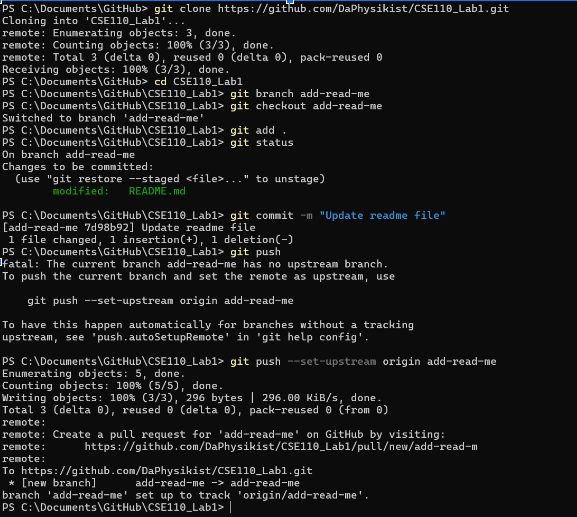 PS C:\Documents\GitHub> git clone https://github.com/DaPhysikist/CSE110_Lab1.git
Cloning into 'CSE110_Lab1'...
remote: Enumerating objects: 3, done.
remote: Counting objects: 100% (3/3), done.
remote: Total 3 (delta 0), reused 0 (delta 0), pack-reused 0
Receiving objects: 100% (3/3), done.
PS C:\Documents\GitHub> cd CSE110_Lab1
PS C:\Documents\GitHub\CSE110_Lab1> git branch add-read-me
PS C:\Documents\GitHub\CSE110_Lab1> git checkout add-read-me
Switched to branch 'add-read-me'
PS C:\Documents\GitHub\CSE110_Lab1> git add .
PS C:\Documents\GitHub\CSE110_Lab1> git status
On branch add-read-me
Changes to be committed:
  (use "git restore --staged <file>..." to unstage)
        modified:   README.md

PS C:\Documents\GitHub\CSE110_Lab1> git commit -m "Update readme file"
[add-read-me 7d98b92] Update readme file
 1 file changed, 1 insertion(+), 1 deletion(-)
PS C:\Documents\GitHub\CSE110_Lab1> git push
fatal: The current branch add-read-me has no upstream branch.
To push the current branch and set the remote as upstream, use

    git push --set-upstream origin add-read-me

To have this happen automatically for branches without a tracking
upstream, see 'push.autoSetupRemote' in 'git help config'.

PS C:\Documents\GitHub\CSE110_Lab1> git push --set-upstream origin add-read-me
Enumerating objects: 5, done.
Counting objects: 100% (5/5), done.
Writing objects: 100% (3/3), 296 bytes | 296.00 KiB/s, done.
Total 3 (delta 0), reused 0 (delta 0), pack-reused 0 (from 0)
remote:
remote: Create a pull request for 'add-read-me' on GitHub by visiting:
remote:      https://github.com/DaPhysikist/CSE110_Lab1/pull/new/add-read-m
remote:
To https://github.com/DaPhysikist/CSE110_Lab1.git
 * [new branch]      add-read-me -> add-read-me
branch 'add-read-me' set up to track 'origin/add-read-me'.
PS C:\Documents\GitHub\CSE110_Lab1>